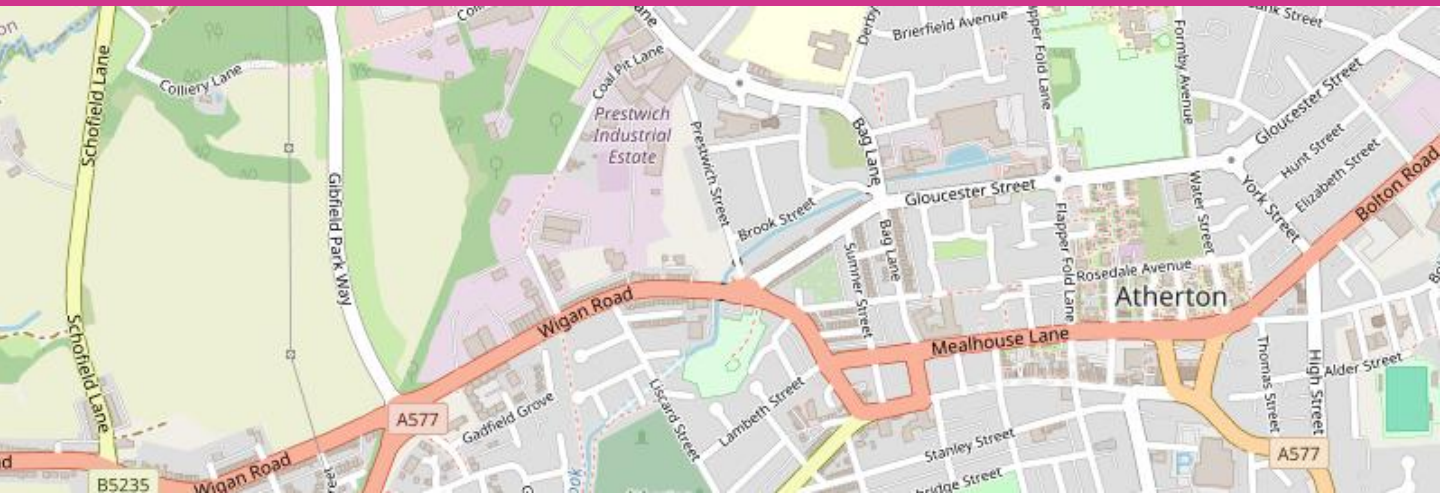 Schofield Lane
Colliery Lane
Gibfield Park Way
Coal Pit Lane
Prestwich
Industrial
Estate
Prestwich Street
Brook Street
Bag Lane
Brierfield Avenue
Derby
Gloucester Street
Formby Avenue
Gloucester Street
Hunt Street
Elizabeth Street
York Street
Water Street
Bolton Road
Flapper Fold Lane
Rosedale Avenue
Atherton
Bag Lane
Sumner Street
Mealhouse Lane
Wigan Road
Schofield Lane
A577
Gadfield Grove
Liscard Street
Lambeth Street
Stanley Street
Thomas Street
High Street
Alder Street
A577
Wigan Road
B5235
P